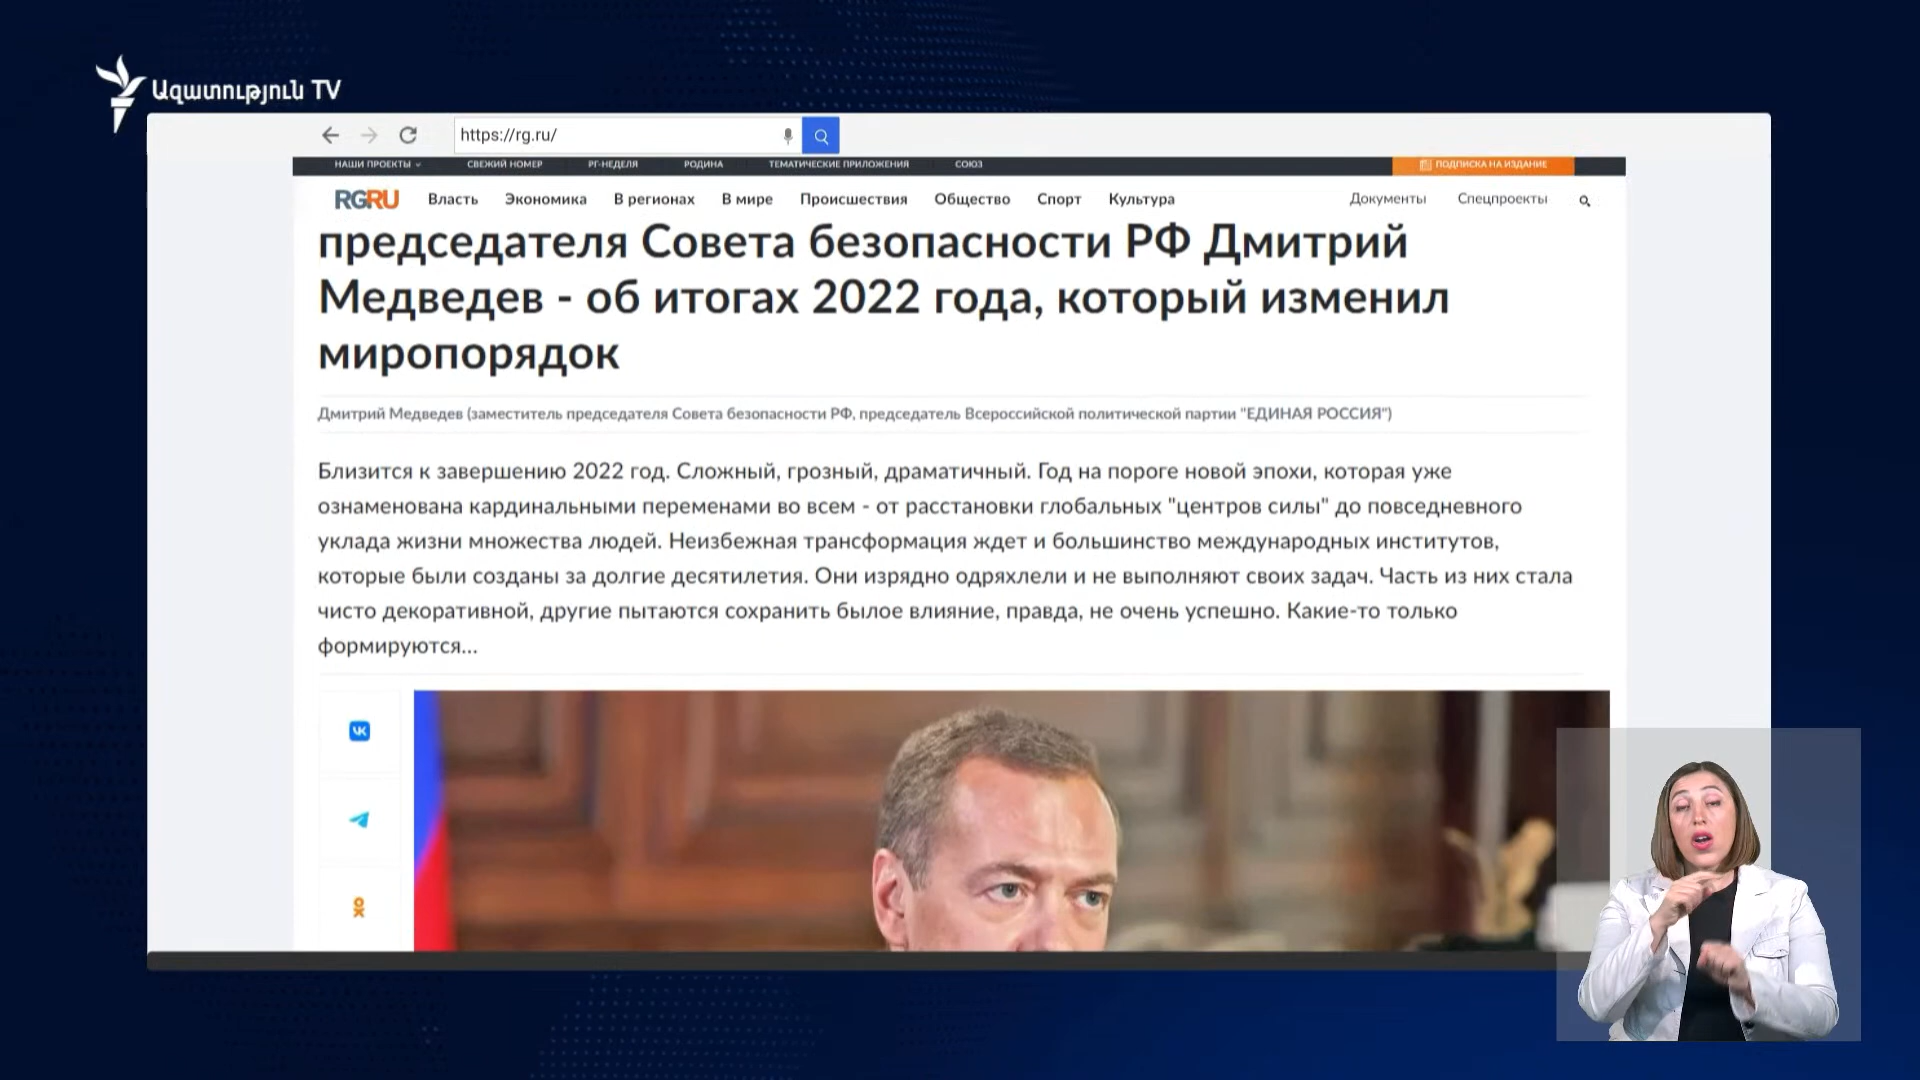 Ազատություն TV
https://rg.ru/
НАШИ ПРОЕКТЫ СВЕЖИЙ НОМЕР РГ-НЕДЕЛЯ РОДИНА ТЕМАТИЧЕСКИЕ ПРИЛОЖЕНИЯ СОЮЗ ПОДПИСКА НА ИЗДАНИЕ
RGRU Власть Экономика В регионах В мире Происшествия Общество Спорт Культура Документы Спецпроекты
председателя Совета безопасности РФ Дмитрий
Медведев - об итогах 2022 года, который изменил
миропорядок
Дмитрий Медведев (заместитель председателя Совета безопасности РФ, председатель Всероссийской политической партии "ЕДИНАЯ РОССИЯ")
Близится к завершению 2022 год. Сложный, грозный, драматичный. Год на пороге новой эпохи, которая уже
ознаменована кардинальными переменами во всем - от расстановки глобальных "центров силы" до повседневного
уклада жизни множества людей. Неизбежная трансформация ждет и большинство международных институтов,
которые были созданы за долгие десятилетия. Они изрядно одряхлели и не выполняют своих задач. Часть из них стала
чисто декоративной, другие пытаются сохранить былое влияние, правда, не очень успешно. Какие-то только
формируются...